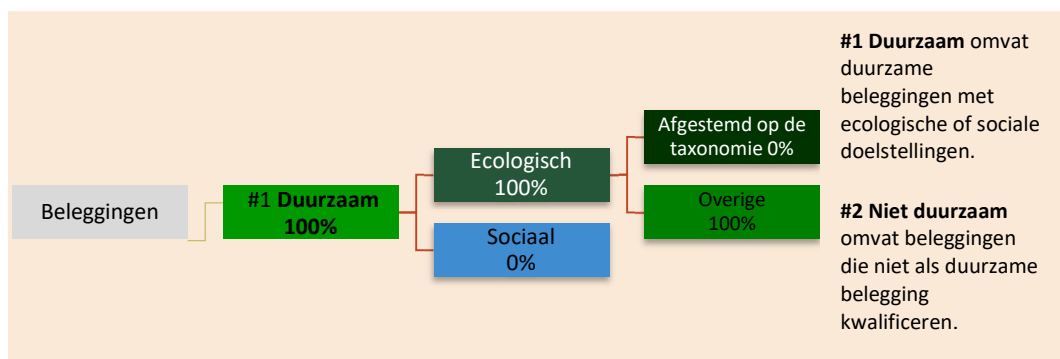 Beleggingen
#1 Duurzaam
100%
Ecologisch
100%
Sociaal
0%
Afgestemd op de
taxonomie 0%
Overige
100%
#1 Duurzaam omvat
duurzame
beleggingen met
ecologische of sociale
doelstellingen.
#2 Niet duurzaam
omvat beleggingen
die niet als duurzame
belegging
kwalificeren.